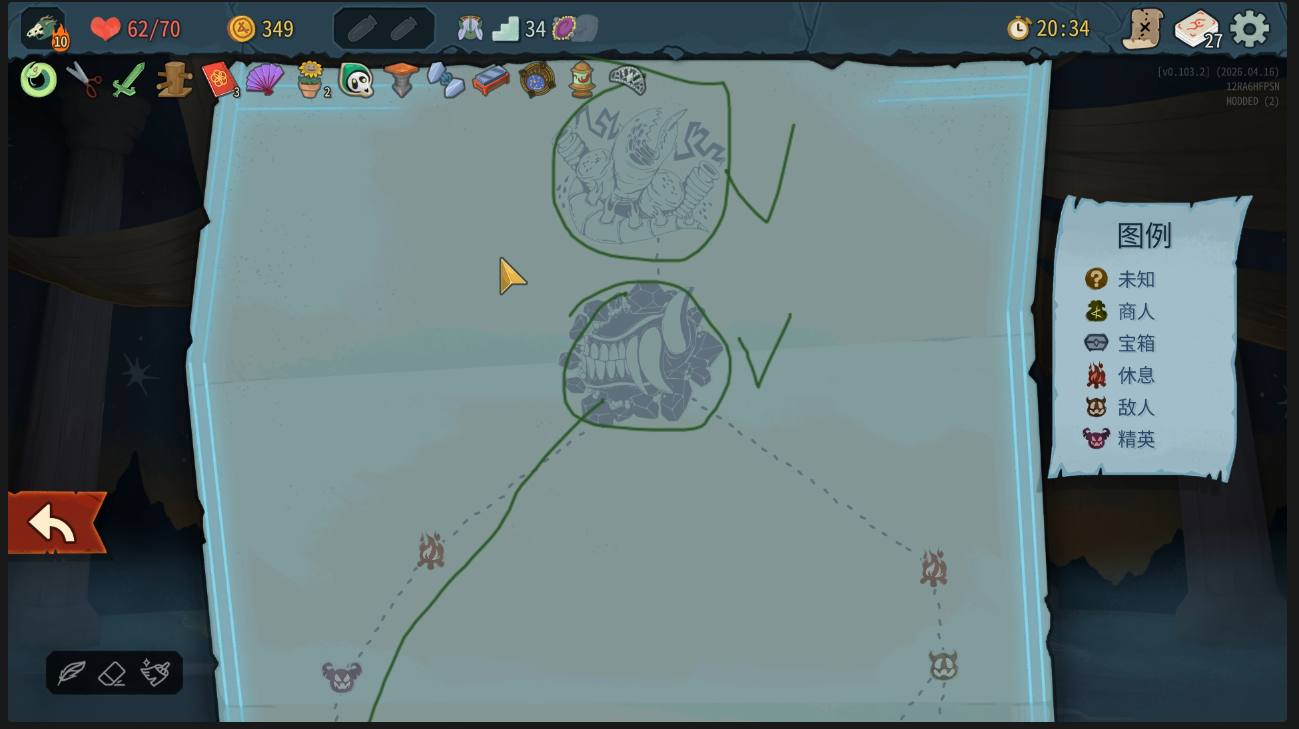 10
62/70
349
34
20:34
27
3
2
[v0.103.2] (2026.04.16)
12RA6HFPSN
MODDED (2)
图例
未知
商人
宝箱
休息
敌人
精英